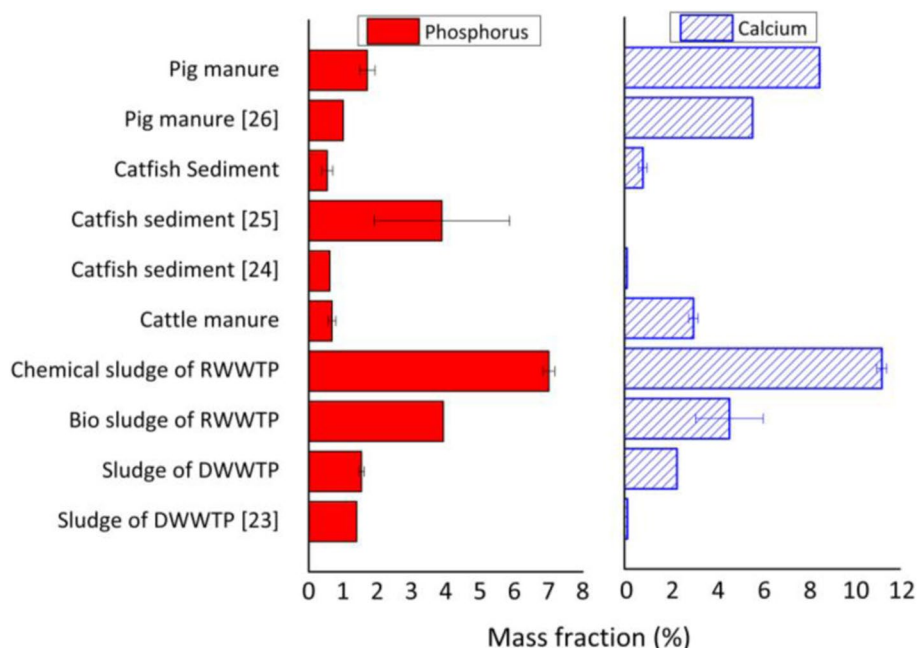 Phosphorus
Calcium
Pig manure
Pig manure [26]
Catfish Sediment
Catfish sediment [25]
Catfish sediment [24]
Cattle manure
Chemical sludge of RWWTP
Bio sludge of RWWTP
Sludge of DWWTP
Sludge of DWWTP [23]
0 1 2 3 4 5 6 7 8
0 2 4 6 8 10 12
Mass fraction (%)